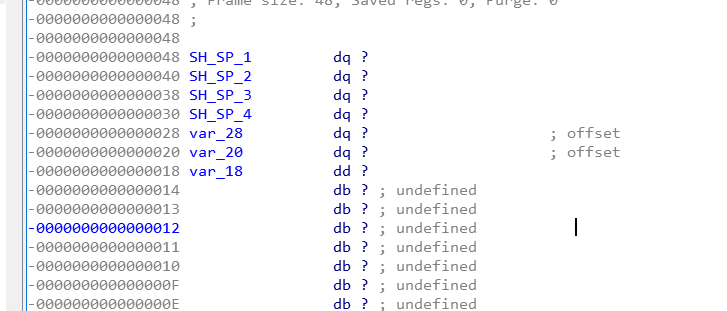 -0000000000000048 ; Frame size: 48; Saved regs: 0; Purge: 0
-0000000000000048 ;
-0000000000000048
-0000000000000048 SH_SP_1 dq ?
-0000000000000040 SH_SP_2 dq ?
-0000000000000038 SH_SP_3 dq ?
-0000000000000030 SH_SP_4 dq ?
-0000000000000028 var_28 dq ? ; offset
-0000000000000020 var_20 dq ? ; offset
-0000000000000018 var_18 dd ?
-0000000000000014 db ? ; undefined
-0000000000000013 db ? ; undefined
-0000000000000012 db ? ; undefined
-0000000000000011 db ? ; undefined
-0000000000000010 db ? ; undefined
-000000000000000F db ? ; undefined
-000000000000000E db ? ; undefined